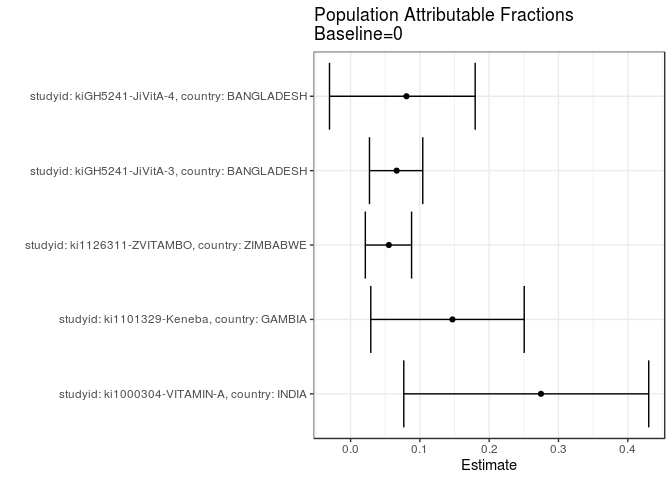 Population Attributable Fractions
Baseline=0
studyid: kiGH5241-JiVitA-4, country: BANGLADESH
studyid: kiGH5241-JiVitA-3, country: BANGLADESH
studyid: ki1126311-ZVITAMBO, country: ZIMBABWE
studyid: ki1101329-Keneba, country: GAMBIA
studyid: ki1000304-VITAMIN-A, country: INDIA
0.0 0.1 0.2 0.3 0.4
Estimate